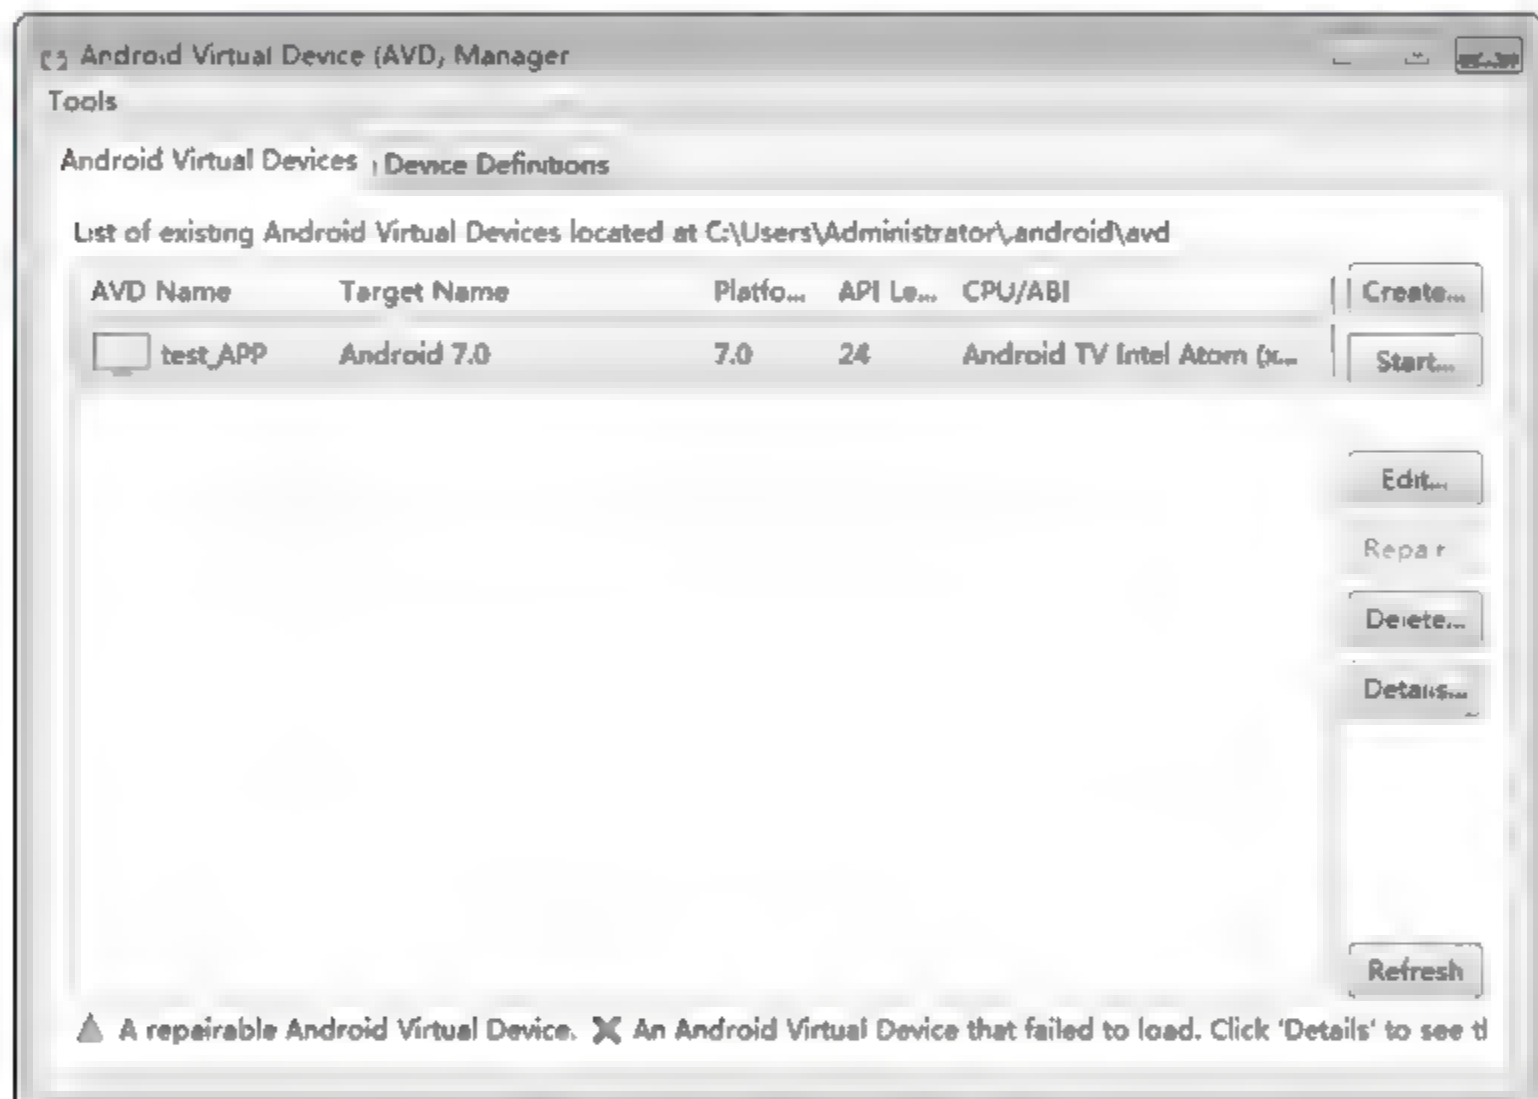 Android Virtual Device (AVD) Manager
Tools
Android Virtual Devices Device Definitions
List of existing Android Virtual Devices located at C:\Users\Administrator\.android\avd
AVD Name Target Name Platfo... API Le... CPU/ABI Create...
test_APP Android 7.0 7.0 24 Android TV Intel Atom (x... Start...
Edit...
Repair
Delete...
Details...
Refresh
A repairable Android Virtual Device. An Android Virtual Device that failed to load. Click 'Details' to see